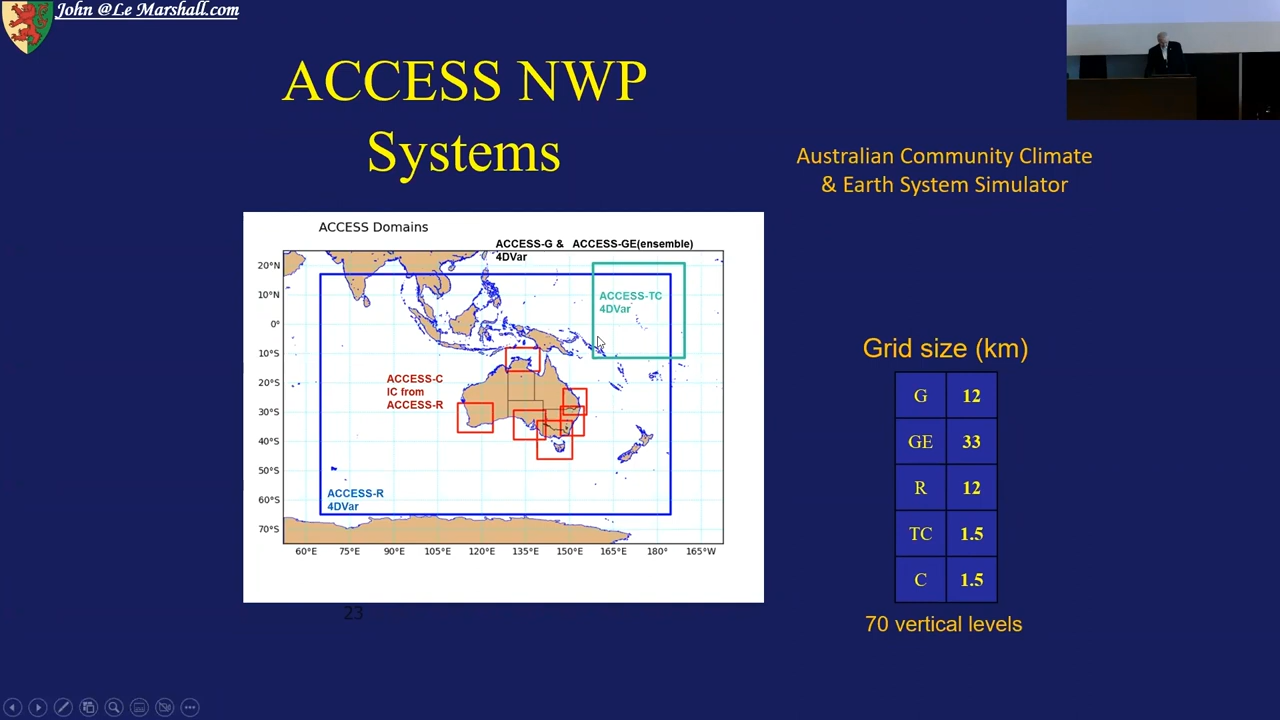 John @Le Marshall.com
ACCESS NWP
Systems
Australian Community Climate
& Earth System Simulator
ACCESS Domains
ACCESS-G & ACCESS-GE(ensemble)
4DVar
20°N
10°N
0°
10°S
20°S
30°S
40°S
50°S
60°S
70°S
ACCESS-TC
4DVar
ACCESS-C
IC from
ACCESS-R
ACCESS-R
4DVar
60°E 75°E 90°E 105°E 120°E 135°E 150°E 165°E 180° 165°W
Grid size (km)
G 12
GE 33
R 12
TC 1.5
C 1.5
70 vertical levels
23